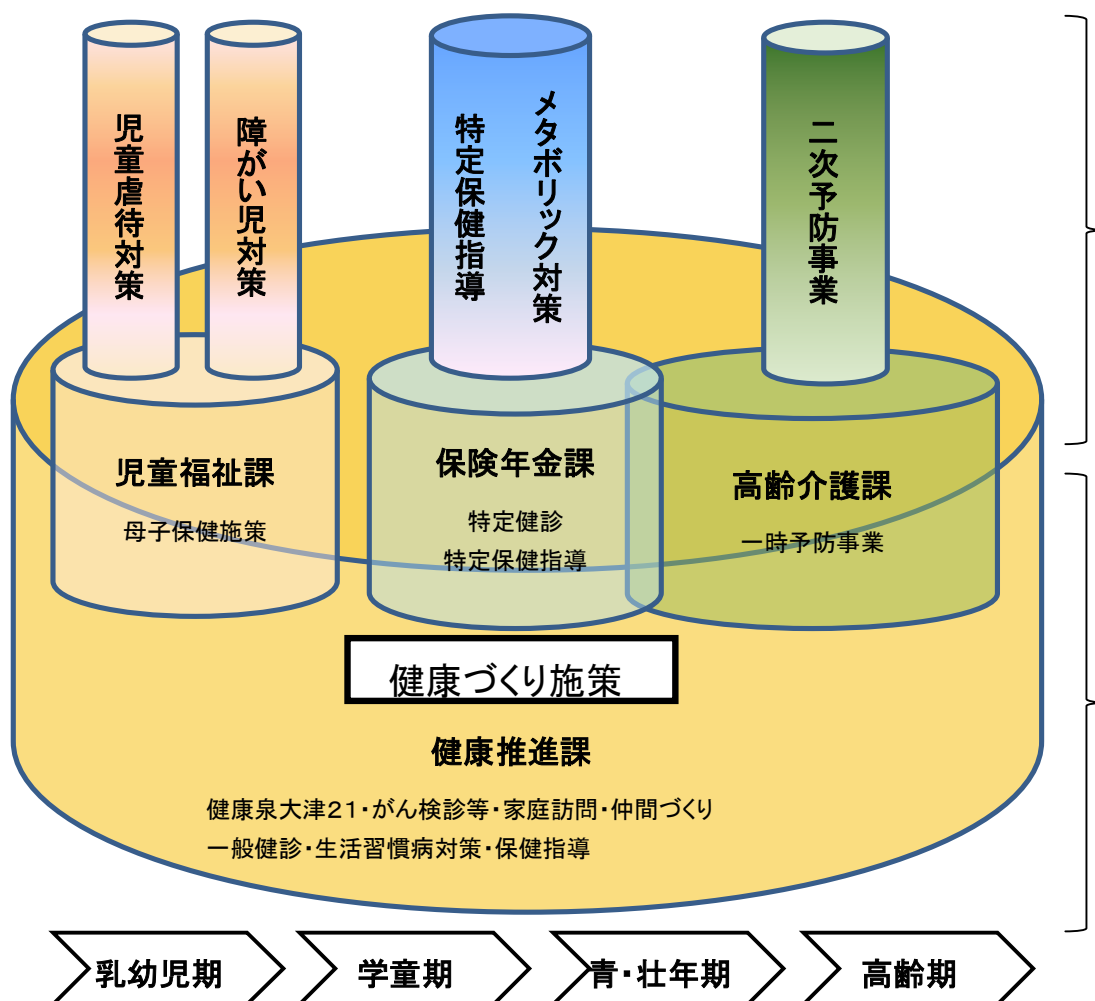 児童虐待対策
障がい児対策
メタボリック対策
特定保健指導
二次予防事業
児童福祉課
母子保健施策
保険年金課
特定健診
特定保健指導
高齢介護課
一時予防事業
健康づくり施策
健康推進課
健康泉大津21・がん検診等・家庭訪問・仲間づくり
一般健診・生活習慣病対策・保健指導
乳幼児期
学童期
青・壮年期
高齢期